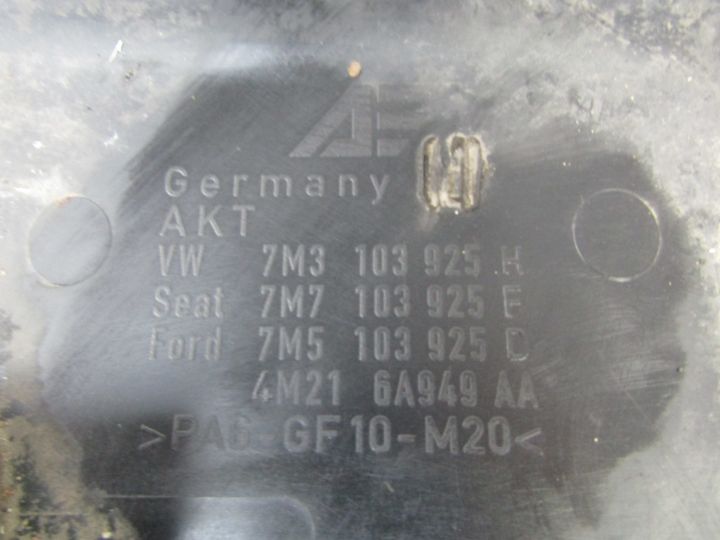 AE
Germany
AKT
VW 7M3 103 925 H
Seat 7M7 103 925 F
Ford 7M5 103 925 D
4M21 6A949 AA
>PA6-GF10-M20<